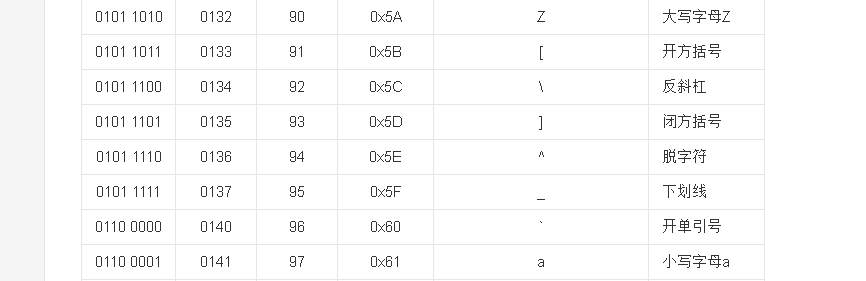 0101 1010 0132 90 0x5A Z 大写字母Z
0101 1011 0133 91 0x5B [ 开方括号
0101 1100 0134 92 0x5C \ 反斜杠
0101 1101 0135 93 0x5D ] 闭方括号
0101 1110 0136 94 0x5E ^ 脱字符
0101 1111 0137 95 0x5F _ 下划线
0110 0000 0140 96 0x60 ` 开单引号
0110 0001 0141 97 0x61 a 小写字母a